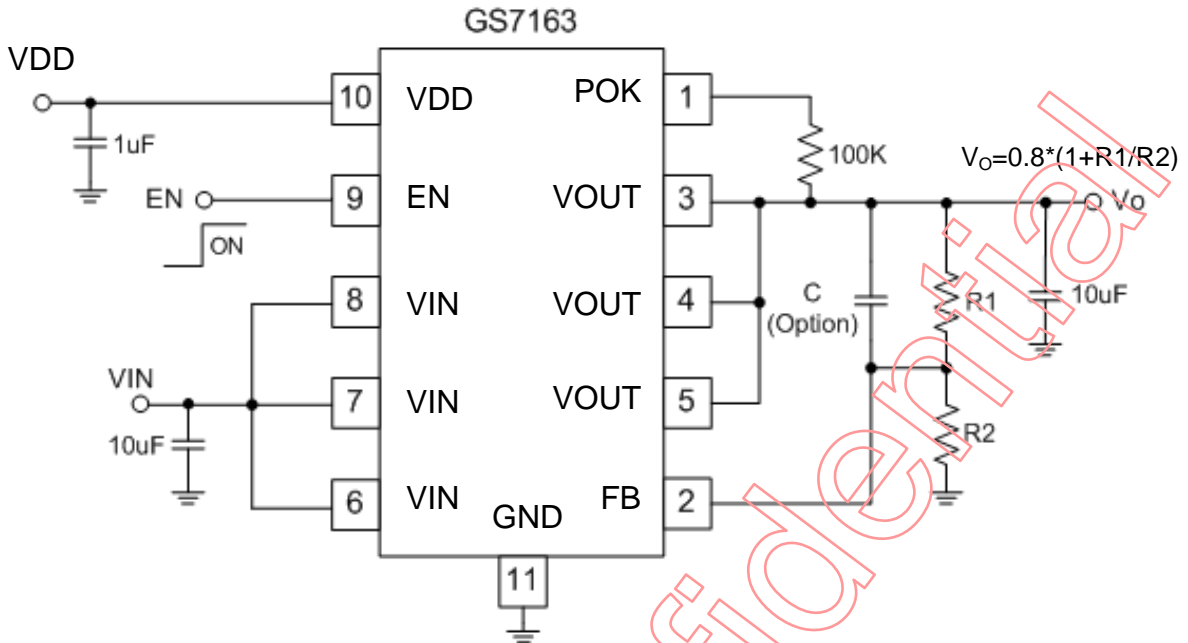 GS7163
VDD
10
VDD
POK
1
1uF
100K
V₀=0.8*(1+R1/R2)
EN
9
EN
VOUT
3
Vo
ON
8
VIN
VOUT
4
C
(Option)
R1
10uF
VIN
7
VIN
VOUT
5
10uF
R2
6
VIN
GND
FB
2
11
fidential